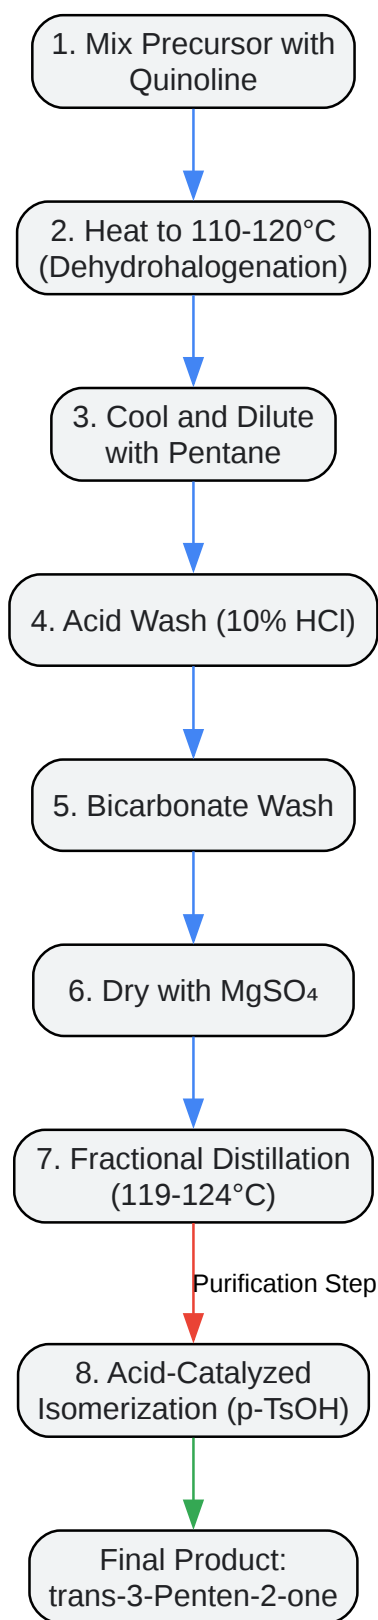 1. Mix Precursor with
Quinoline
2. Heat to 110-120°C
(Dehydrohalogenation)
3. Cool and Dilute
with Pentane
4. Acid Wash (10% HCl)
5. Bicarbonate Wash
6. Dry with MgSO₄
7. Fractional Distillation
(119-124°C)
Purification Step
8. Acid-Catalyzed
Isomerization (p-TsOH)
Final Product:
trans-3-Penten-2-one